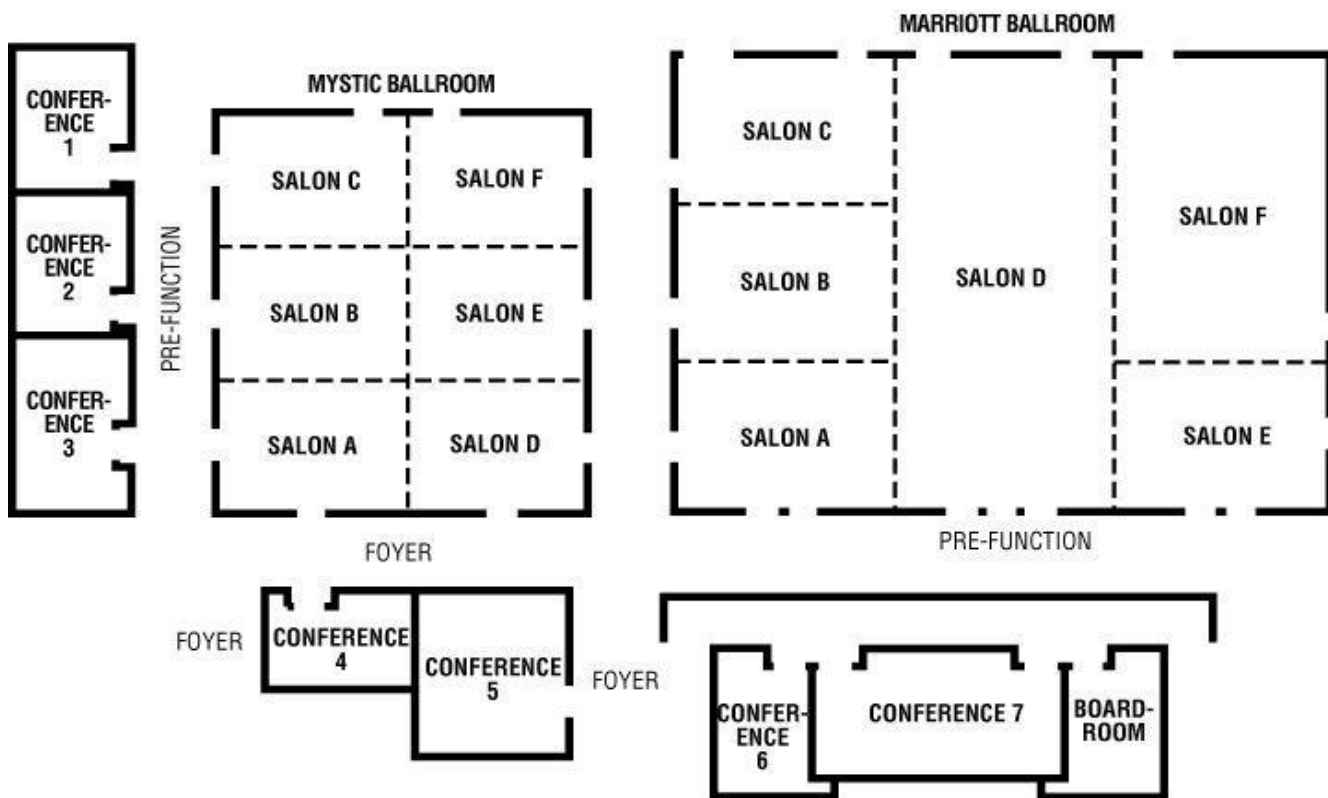 MARRIOTT BALLROOM
MYSTIC BALLROOM
CONFER-
ENCE
1
CONFER-
ENCE
2
CONFER-
ENCE
3
PRE-FUNCTION
SALON C
SALON F
SALON B
SALON E
SALON A
SALON D
SALON C
SALON B
SALON A
SALON D
SALON F
SALON E
FOYER
PRE-FUNCTION
FOYER
CONFERENCE
4
CONFERENCE
5
FOYER
CONFER-
ENCE
6
CONFERENCE 7
BOARD-
ROOM